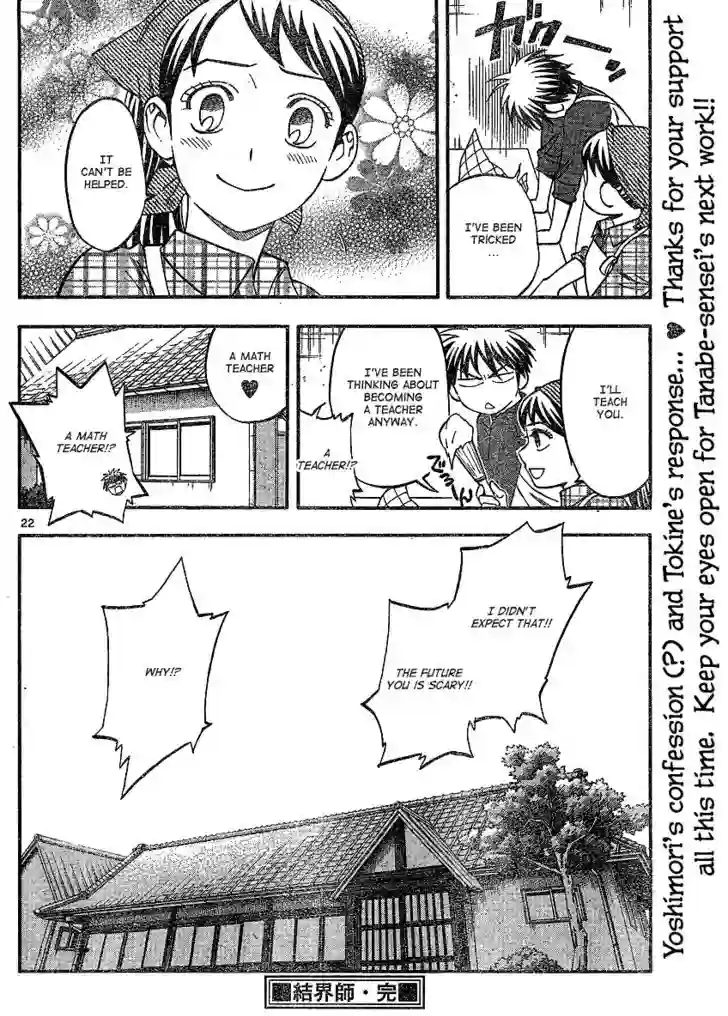 ガクッ
I'VE BEEN
TRICKED
...
IT
CAN'T BE
HELPED.
I'LL
TEACH
YOU.
I'VE BEEN
THINKING ABOUT
BECOMING
A TEACHER
ANYWAY.
A
TEACHER!?
A MATH
TEACHER
♥
A MATH
TEACHER!?
22
I DIDN'T
EXPECT THAT!!
THE FUTURE
YOU IS SCARY!!
WHY!?
■結界師・完■
Yoshimori's confession (?) and Tokine's response... ♥ Thanks for your support
all this time. Keep your eyes open for Tanabe-sensei's next work!!